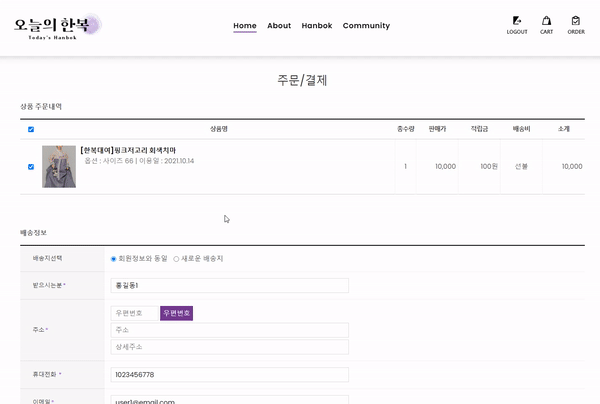 오늘의 한복
Today's Hanbok
Home About Hanbok Community
LOGOUT CART ORDER
주문/결제
상품 주문내역
상품명 총수량 판매가 적립금 배송비 소계
[한복대여]핑크저고리 회색치마
옵션 : 사이즈 66 | 이용일 : 2021.10.14
1 10,000 100원 선불 10,000
배송정보
배송지선택 회원정보와 동일 새로운 배송지
받으시는분* 홍길동1
우편번호 우편번호
주소* 주소
상세주소
휴대전화 * 1023456778
이메일* user1@email.com